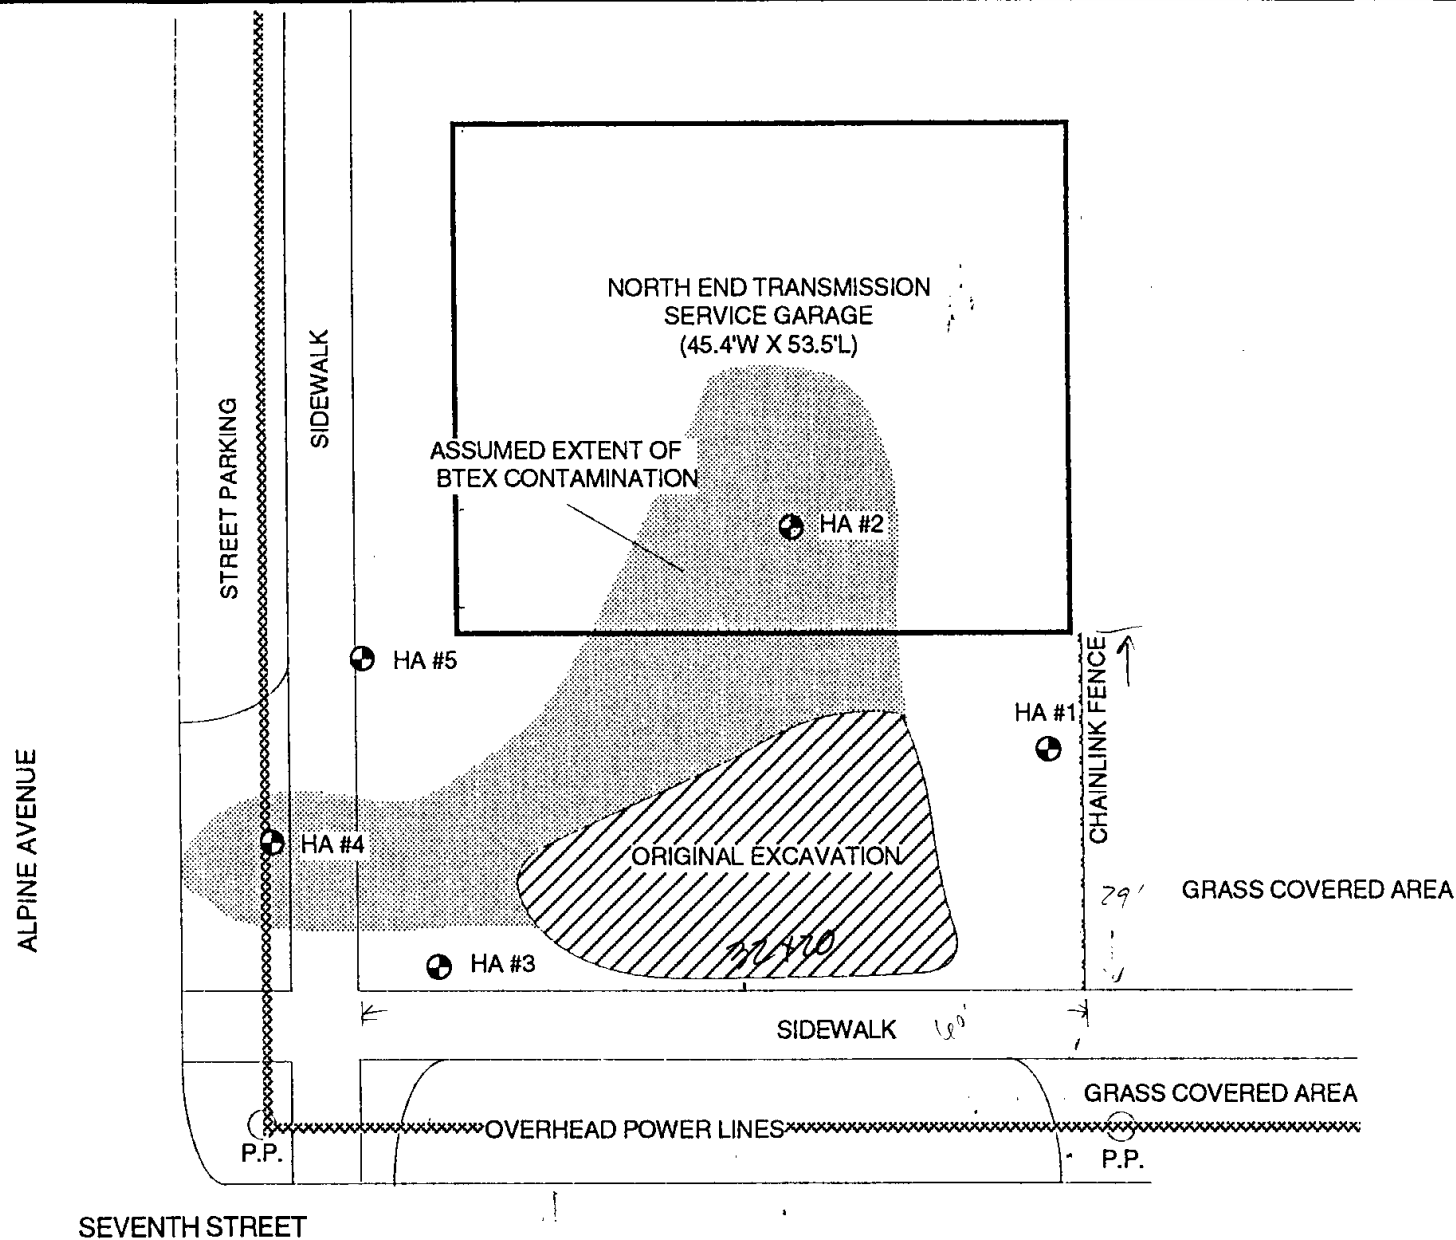 NORTH END TRANSMISSION
SERVICE GARAGE
(45.4'W X 53.5'L)
SIDEWALK
STREET PARKING
ASSUMED EXTENT OF
BTEX CONTAMINATION
HA #2
HA #5
CHAINLINK FENCE
HA #1
ALPINE AVENUE
HA #4
ORIGINAL EXCAVATION
29'
GRASS COVERED AREA
32x20
HA #3
SIDEWALK
60'
GRASS COVERED AREA
OVERHEAD POWER LINES
P.P.
P.P.
SEVENTH STREET